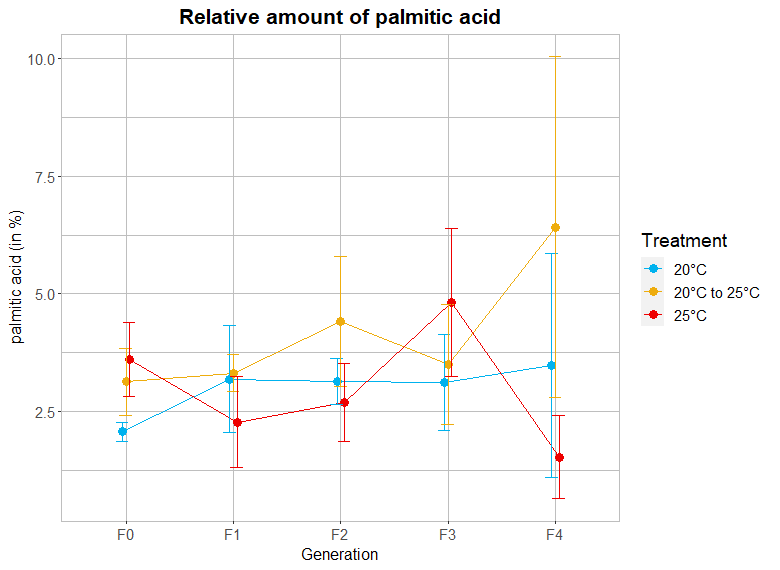 Relative amount of palmitic acid
10.0
7.5
5.0
2.5
palmitic acid (in %)
F0 F1 F2 F3 F4
Generation
Treatment
20°C
20°C to 25°C
25°C